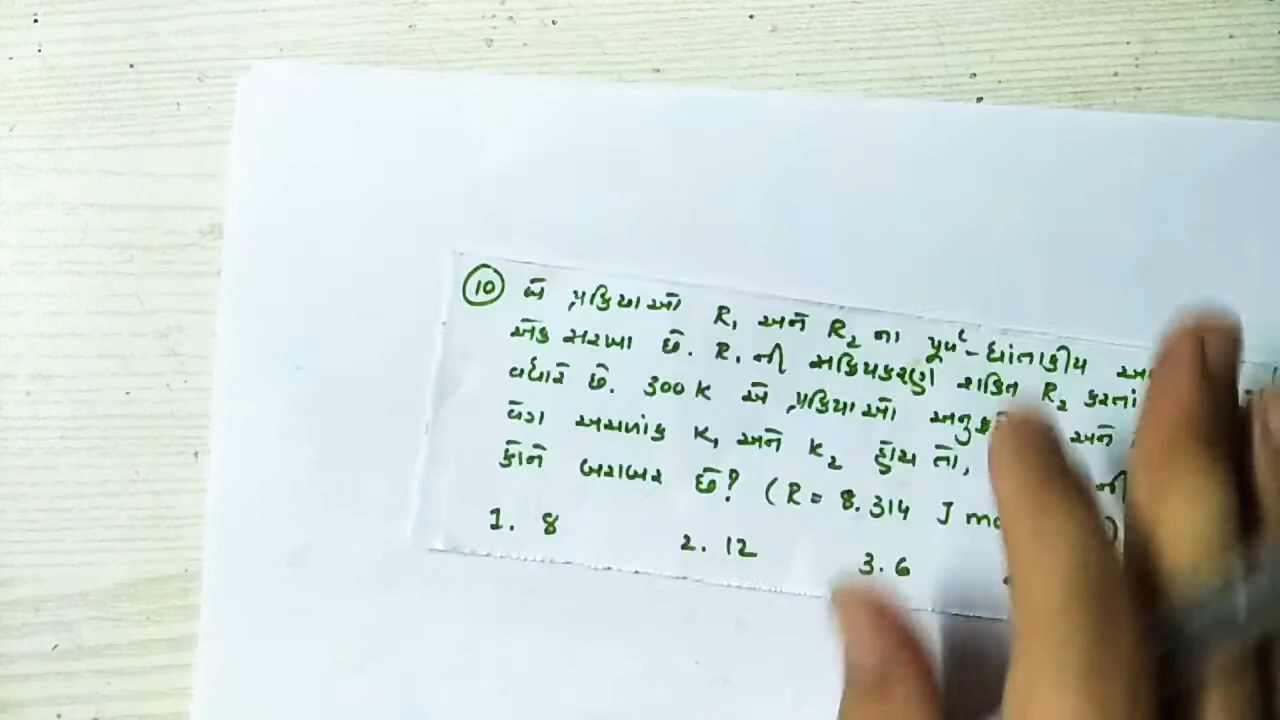 10 બે પ્રક્રિયાઓ R₁ અને R₂ ના પૂર્વ-ઘાંતાકીય
એક સરખા છે. R₁ ની સક્રિયકરણ શક્તિ R₂ કરતાં
વધારે છે. 300 K એ પ્રક્રિયાઓ અને
વેગ અચળાંક K₁ અને K₂ હોય તો, ની
કોને બરાબર છે? (R = 8.314 J
1. 8 2. 12 3. 6